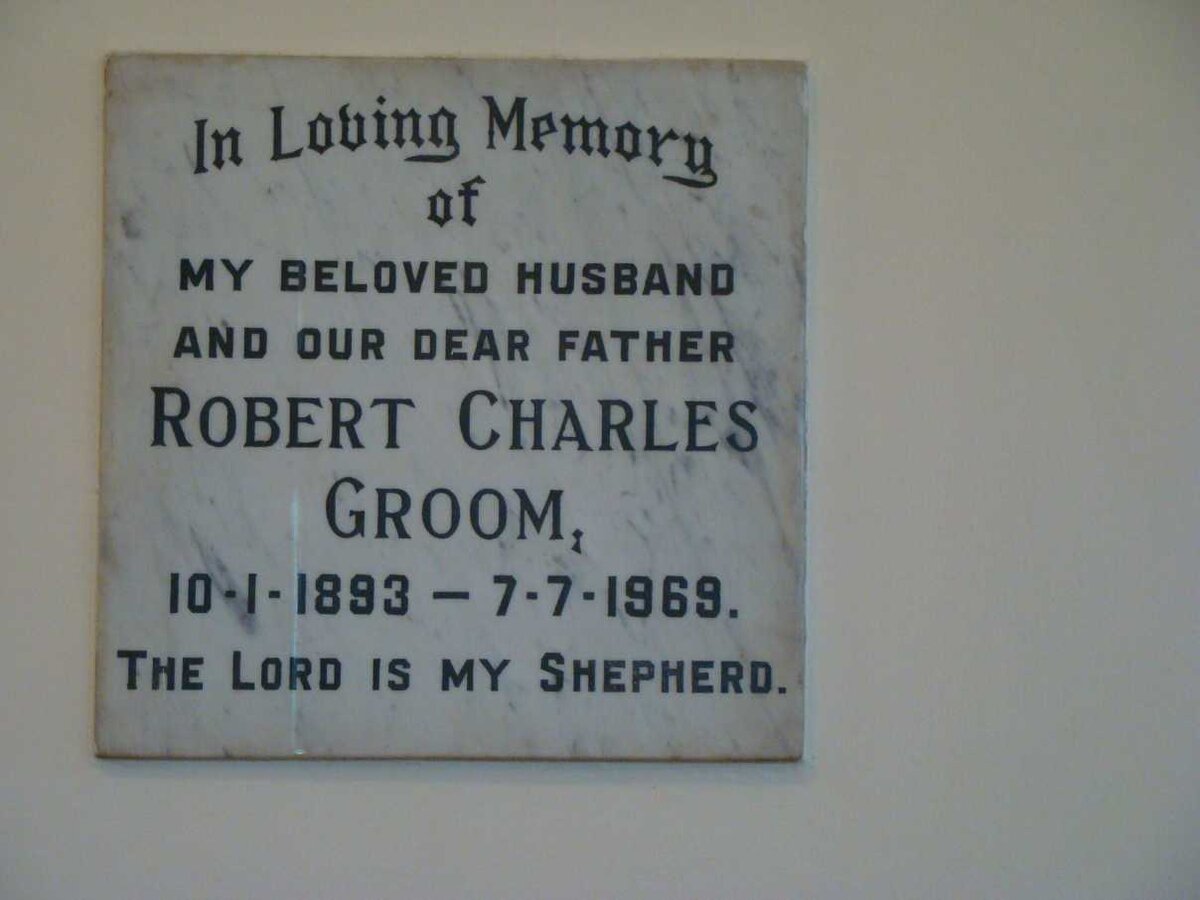 In Loving Memory
of
MY BELOVED HUSBAND
AND OUR DEAR FATHER
ROBERT CHARLES
GROOM;
10-1-1893 — 7-7-1969.
THE LORD IS MY SHEPHERD.